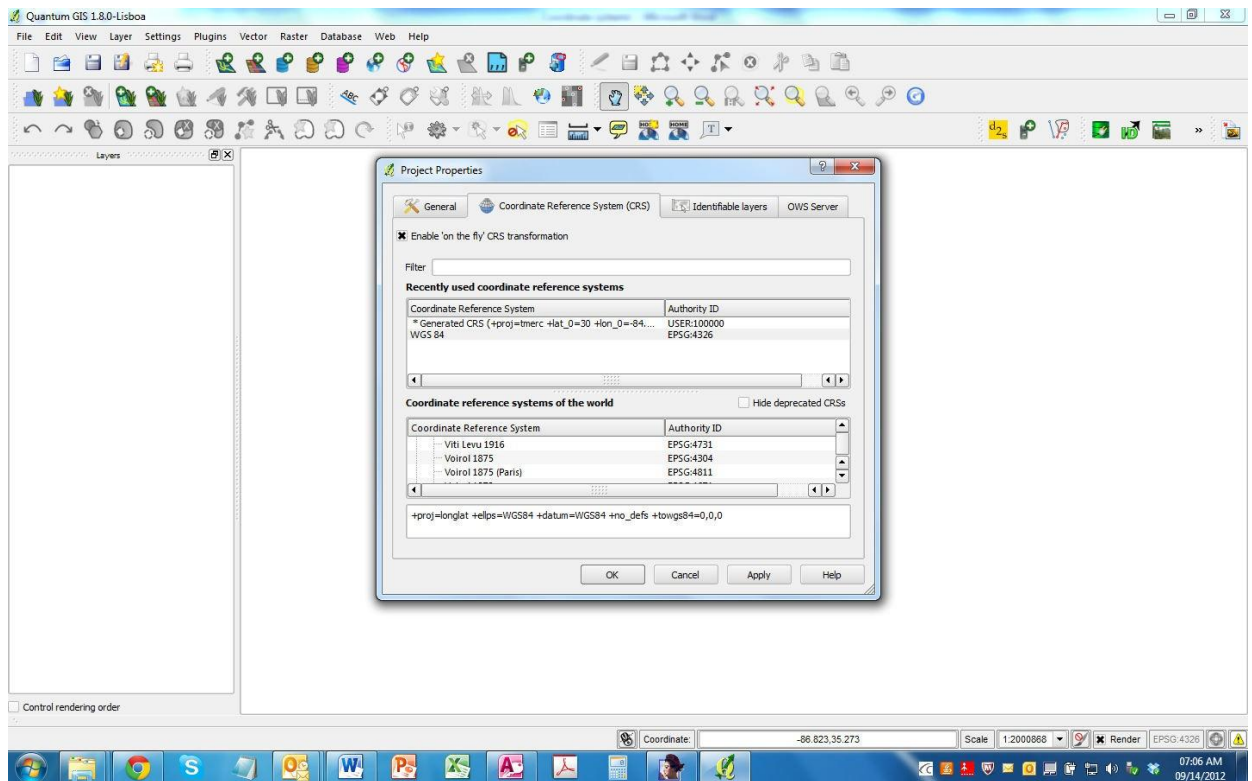 Quantum GIS 1.8.0-Lisboa
File Edit View Layer Settings Plugins Vector Raster Database Web Help
Layers
Project Properties
General Coordinate Reference System (CRS) Identifiable layers OWS Server
Enable 'on the fly' CRS transformation
Filter
Recently used coordinate reference systems
Coordinate Reference System Authority ID
* Generated CRS (+proj=tmerc +lat_0=30 +lon_0=-84,... USER:100000
WGS 84 EPSG:4326
Coordinate reference systems of the world Hide deprecated CRSs
Coordinate Reference System Authority ID
Viti Levu 1916 EPSG:4731
Voirol 1875 EPSG:4304
Voirol 1875 (Paris) EPSG:4811
+proj=longlat +ellps=WGS84 +datum=WGS84 +no_defs +towgs84=0,0,0
OK Cancel Apply Help
Control rendering order
Coordinate: -86.823,35.273 Scale 1:2000868 Render EPSG:4326
07:06 AM
09/14/2012